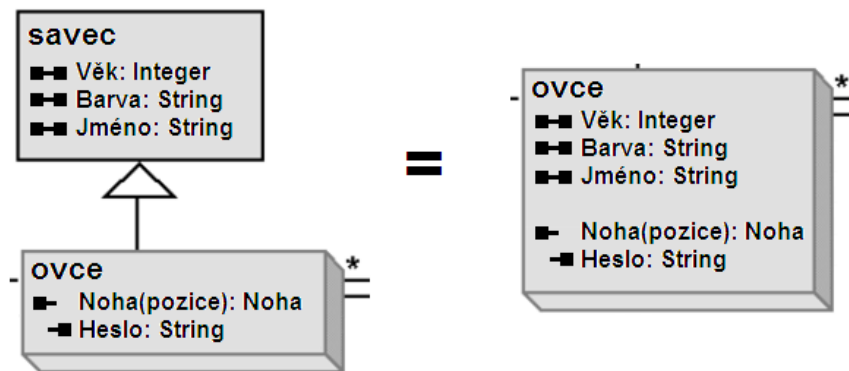 savec
Věk: Integer
Barva: String
Jméno: String
ovce
*
Noha(pozice): Noha
Heslo: String
=
ovce
*
Věk: Integer
Barva: String
Jméno: String
Noha(pozice): Noha
Heslo: String